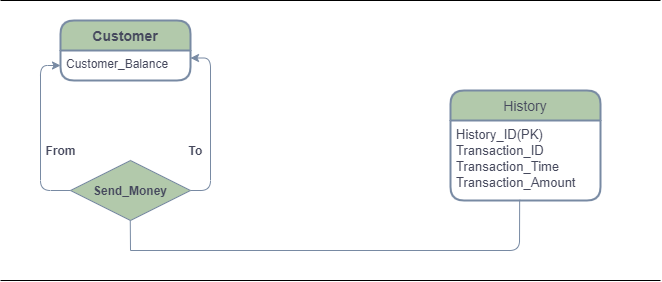 Customer
Customer_Balance
From
To
Send_Money
History
History_ID(PK)
Transaction_ID
Transaction_Time
Transaction_Amount